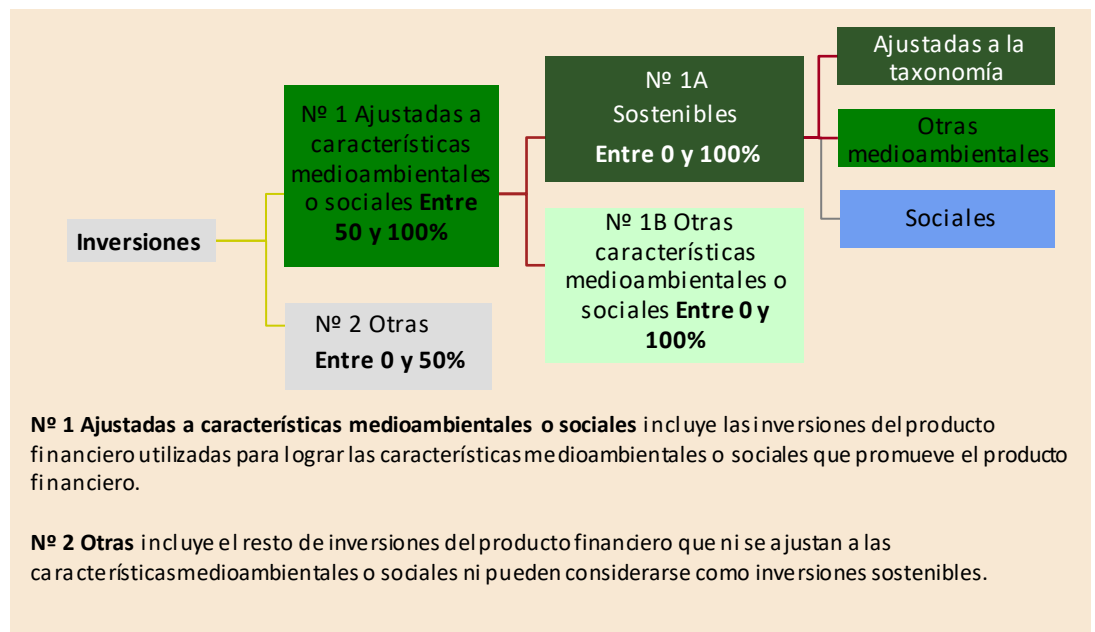 Inversiones
Nº 1 Ajustadas a
características
medioambientales
o sociales Entre
50 y 100%
Nº 2 Otras
Entre 0 y 50%
Nº 1A
Sostenibles
Entre 0 y 100%
Nº 1B Otras
características
medioambientales o
sociales Entre 0 y
100%
Ajustadas a la
taxonomía
Otras
medioambientales
Sociales
Nº 1 Ajustadas a características medioambientales o sociales incluye las inversiones del producto
financiero utilizadas para lograr las características medioambientales o sociales que promueve el producto
financiero.
Nº 2 Otras incluye el resto de inversiones del producto financiero que ni se ajustan a las
características medioambientales o sociales ni pueden considerarse como inversiones sostenibles.